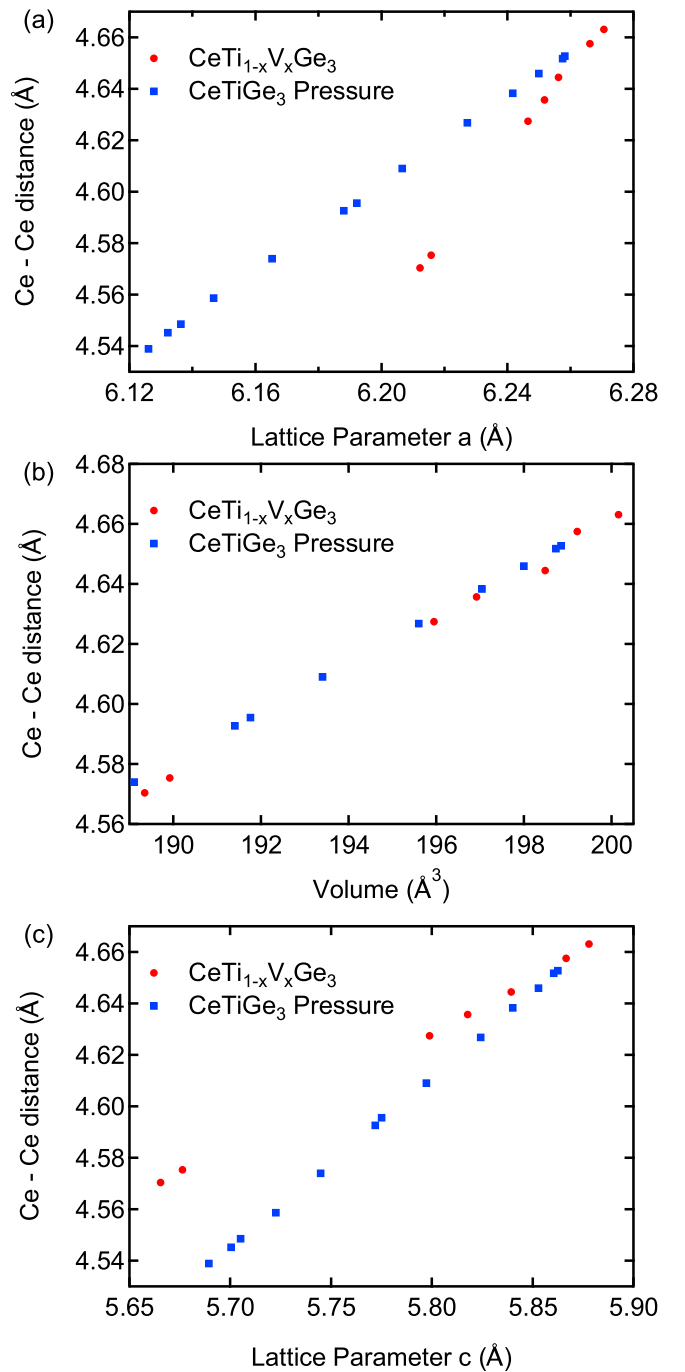 (a)
4.66
4.64
4.62
4.60
4.58
4.56
4.54
Ce - Ce distance (Å)
CeTi1-xVxGe3
CeTiGe3 Pressure
6.12 6.16 6.20 6.24 6.28
Lattice Parameter a (Å)
(b)
4.68
4.66
4.64
4.62
4.60
4.58
4.56
Ce - Ce distance (Å)
CeTi1-xVxGe3
CeTiGe3 Pressure
190 192 194 196 198 200
Volume (Å3)
(c)
4.66
4.64
4.62
4.60
4.58
4.56
4.54
Ce - Ce distance (Å)
CeTi1-xVxGe3
CeTiGe3 Pressure
5.65 5.70 5.75 5.80 5.85 5.90
Lattice Parameter c (Å)